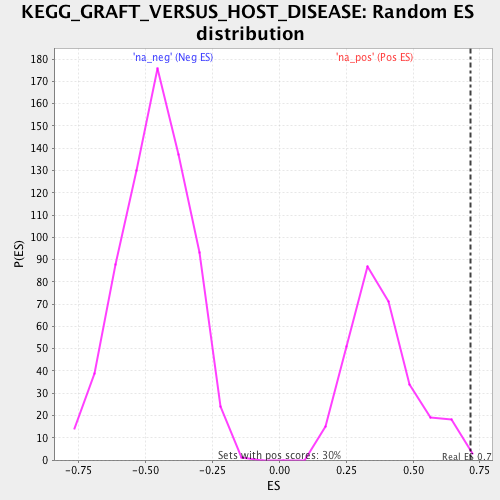 KEGG_GRAFT_VERSUS_HOST_DISEASE: Random ES
distribution
'na_neg' (Neg ES)
'na_pos' (Pos ES)
180
170
160
150
140
130
120
110
100
90
80
70
60
50
40
30
20
10
0
P(ES)
Sets with pos scores: 30%
Real ES 0.7
-0.75 -0.50 -0.25 0.00 0.25 0.50 0.75
ES